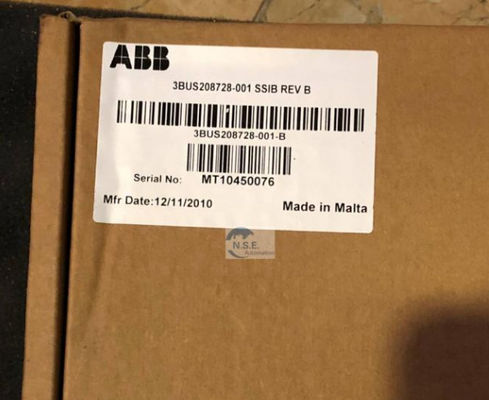 ABB
3BUS208728-001 SSIB REV B
3BUS208728-001-B
Serial No: MT10450076
Mfr Date:12/11/2010 Made in Malta
N.S.E.
Automation